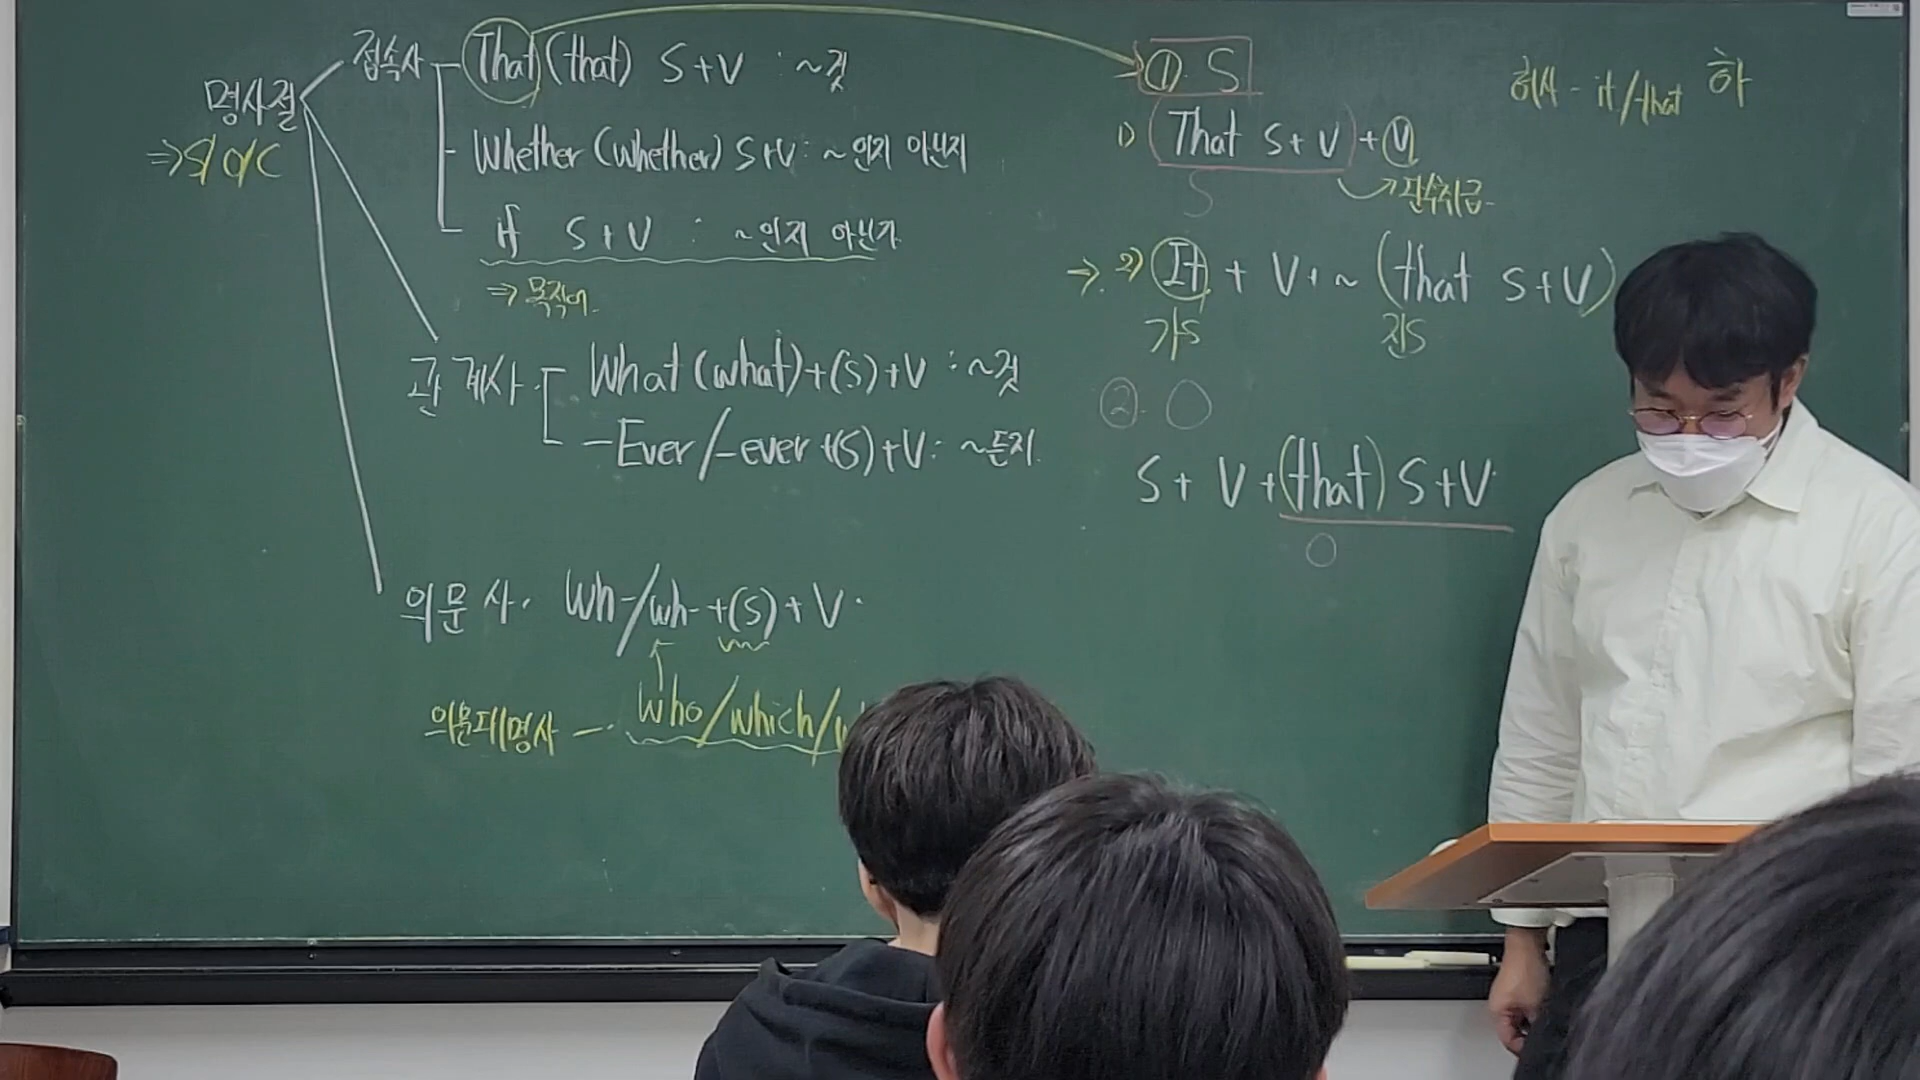 명사절
⇒ S/O/C
접속사
That (that) S+V : ~것
Whether (whether) S+V : ~인지 아닌지
if S+V : ~인지 아닌지
⇒ 목적어.
관계사.
What (what)+(S)+V : ~것
-Ever/-ever +(S)+V : ~든지.
의문사. Wh-/wh- +(S)+V.
의문대명사 -. who/which/
① S
1) (That S+V)+V
S
→ 단수취급.
→ 2) It + V + ~ (that S+V)
가S 진S
②. O
S + V +(that) S+V.
O
- it/that 하